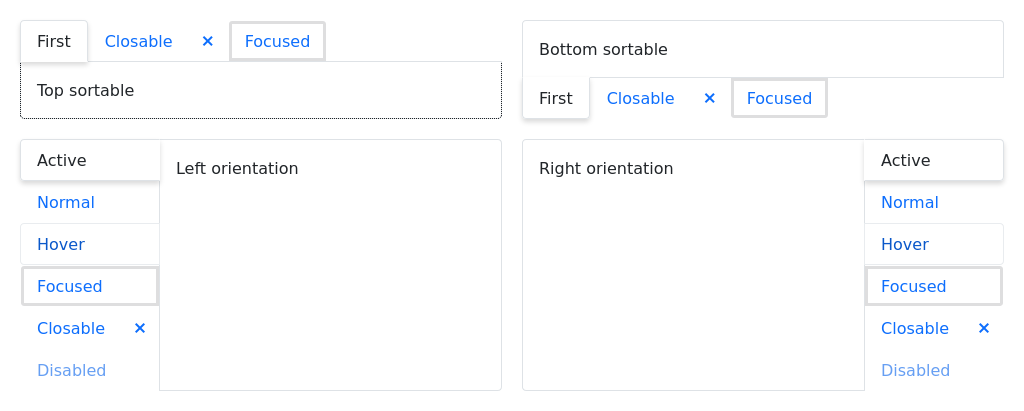 First Closable ✕ Focused
Top sortable
Bottom sortable
First Closable ✕ Focused
Active
Normal
Hover
Focused
Closable ✕
Disabled
Left orientation
Right orientation
Active
Normal
Hover
Focused
Closable ✕
Disabled